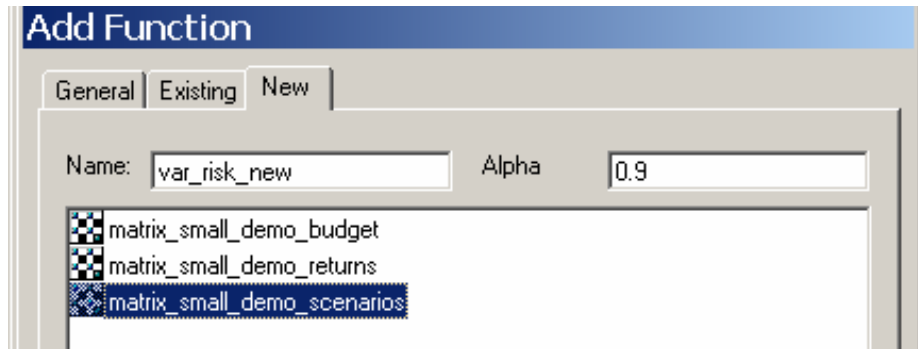 Add Function
General Existing New
Name: var_risk_new Alpha 0.9
matrix_small_demo_budget
matrix_small_demo_returns
matrix_small_demo_scenarios